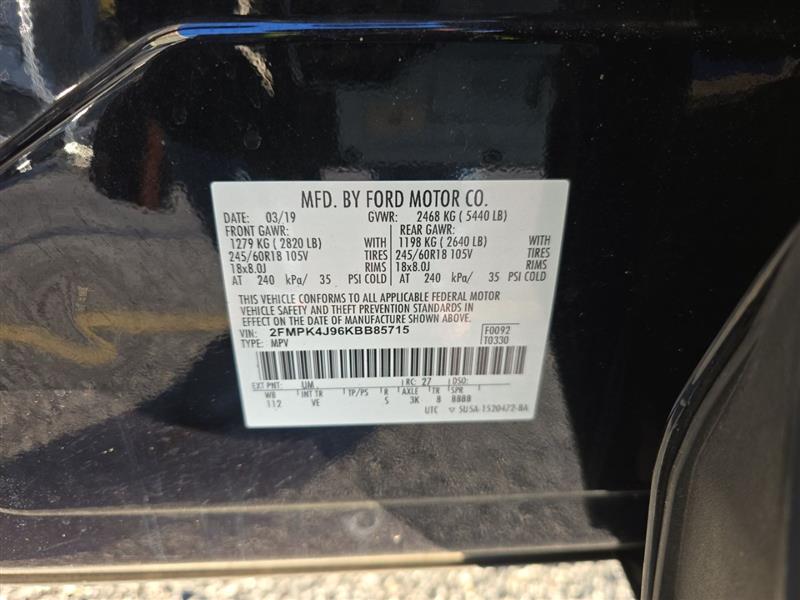 MFD. BY FORD MOTOR CO.
DATE: 03/19 GVWR: 2468 KG ( 5440 LB)
FRONT GAWR: REAR GAWR:
1279 KG ( 2820 LB) WITH 1198 KG ( 2640 LB) WITH
245/60R18 105V TIRES 245/60R18 105V TIRES
18x8.0J RIMS 18x8.0J RIMS
AT 240 kPa/ 35 PSI COLD AT 240 kPa/ 35 PSI COLD
THIS VEHICLE CONFORMS TO ALL APPLICABLE FEDERAL MOTOR
VEHICLE SAFETY AND THEFT PREVENTION STANDARDS IN
EFFECT ON THE DATE OF MANUFACTURE SHOWN ABOVE.
VIN: 2FMPK4J96KBB85715 F0092
TYPE: MPV T0330
EXT PNT: UM RC: 27 DSO:
WB INT TR TP/PS R AXLE TR SPR
112 VE 5 3K 8 8888
UTC ▽ 5U5A-1520472-BA